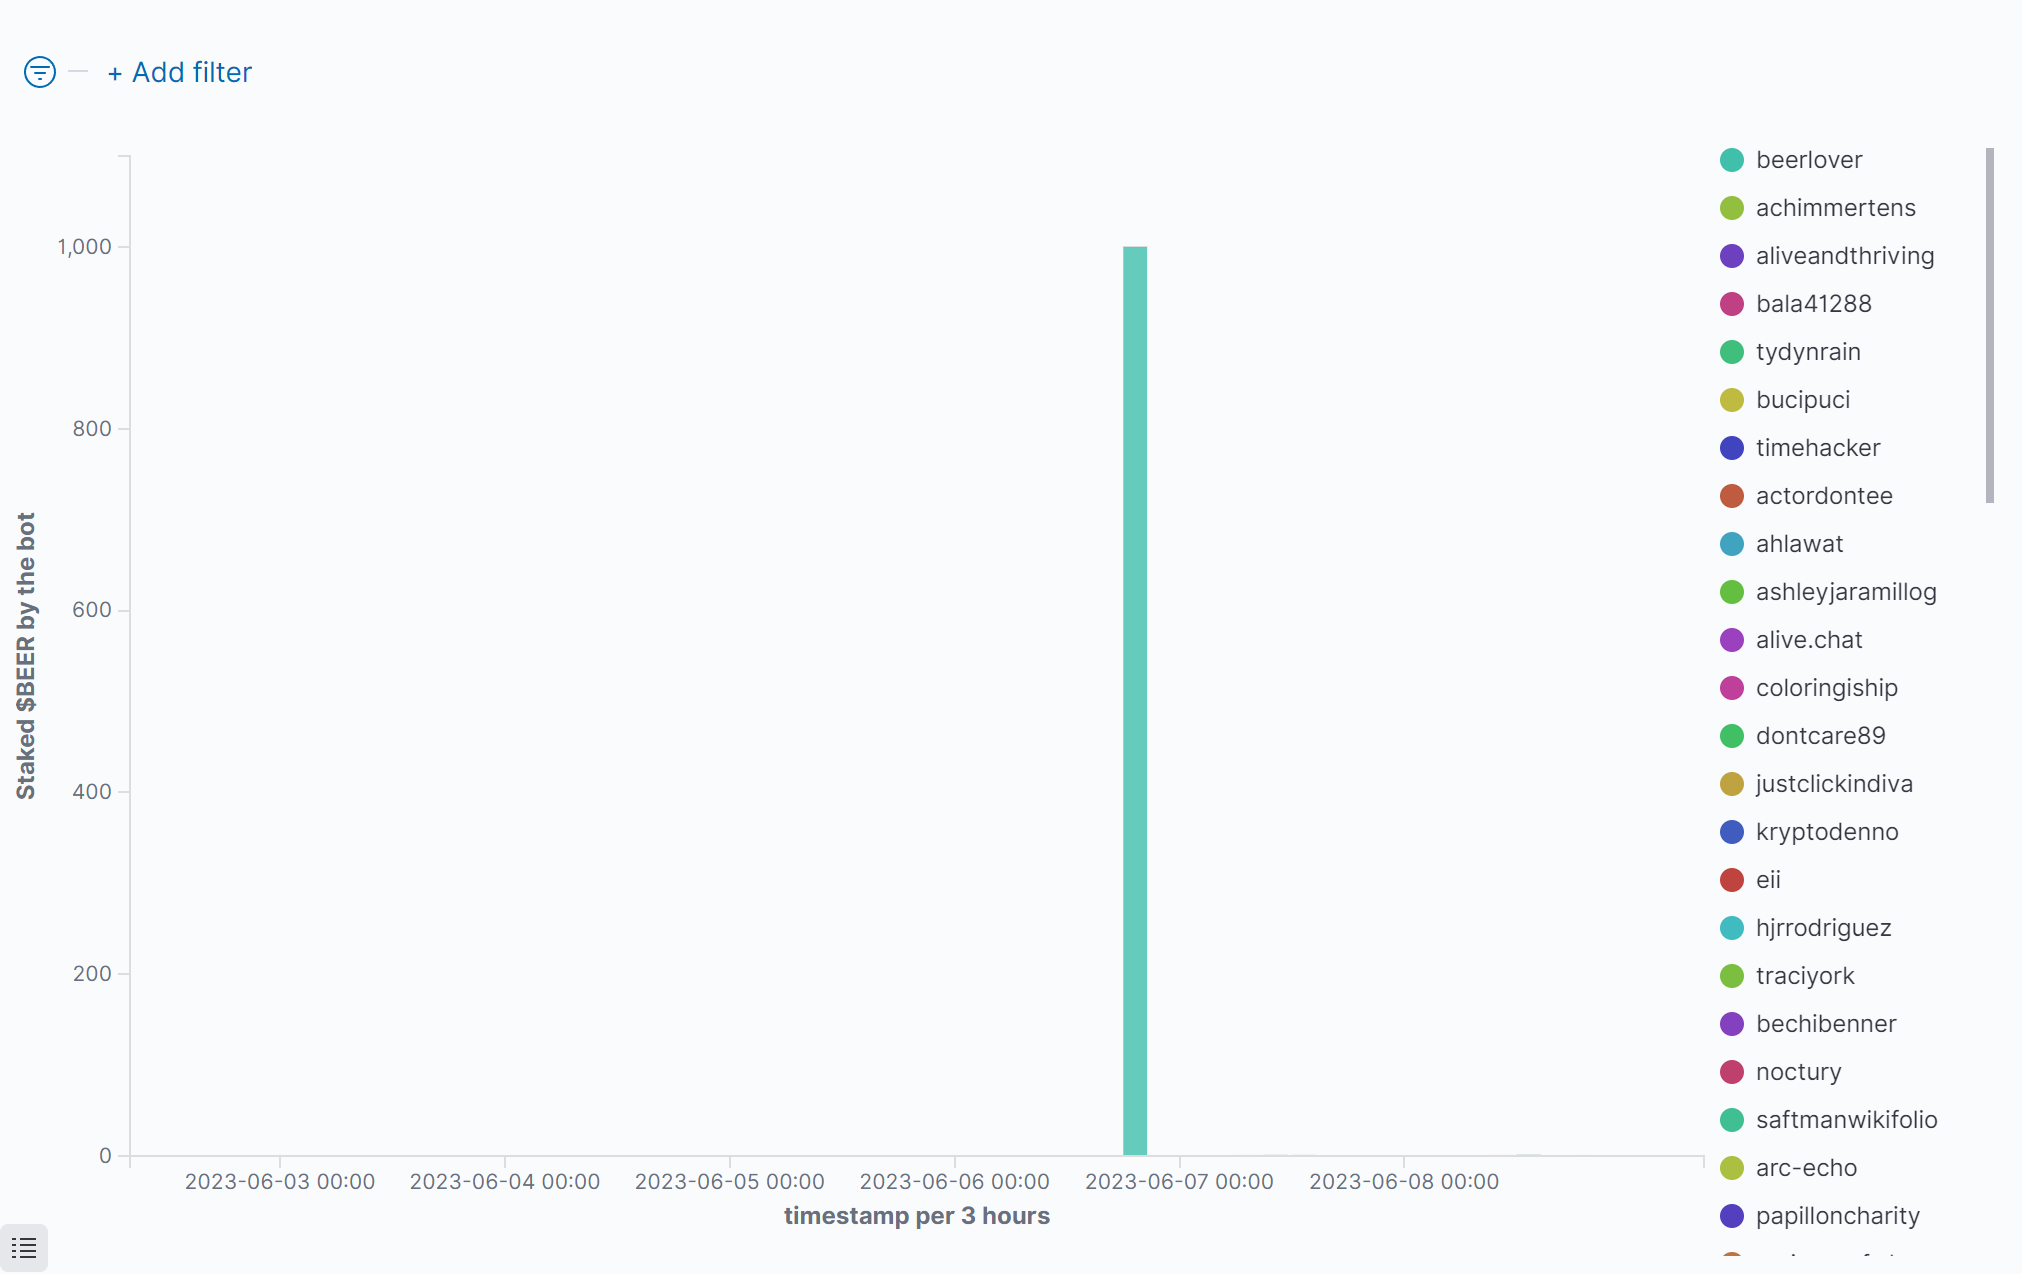 + Add filter
Staked $BEER by the bot
1,000
800
600
400
200
0
2023-06-03 00:00
2023-06-04 00:00
2023-06-05 00:00
2023-06-06 00:00
2023-06-07 00:00
2023-06-08 00:00
timestamp per 3 hours
beerlover
achimmertens
aliveandthriving
bala41288
tydynrain
bucipuci
timehacker
actordontee
ahlawat
ashleyjaramillog
alive.chat
coloringiship
dontcare89
justclickindiva
kryptodenno
eii
hjrrodriguez
traciyork
bechibenner
noctury
saftmanwikifolio
arc-echo
papilloncharity